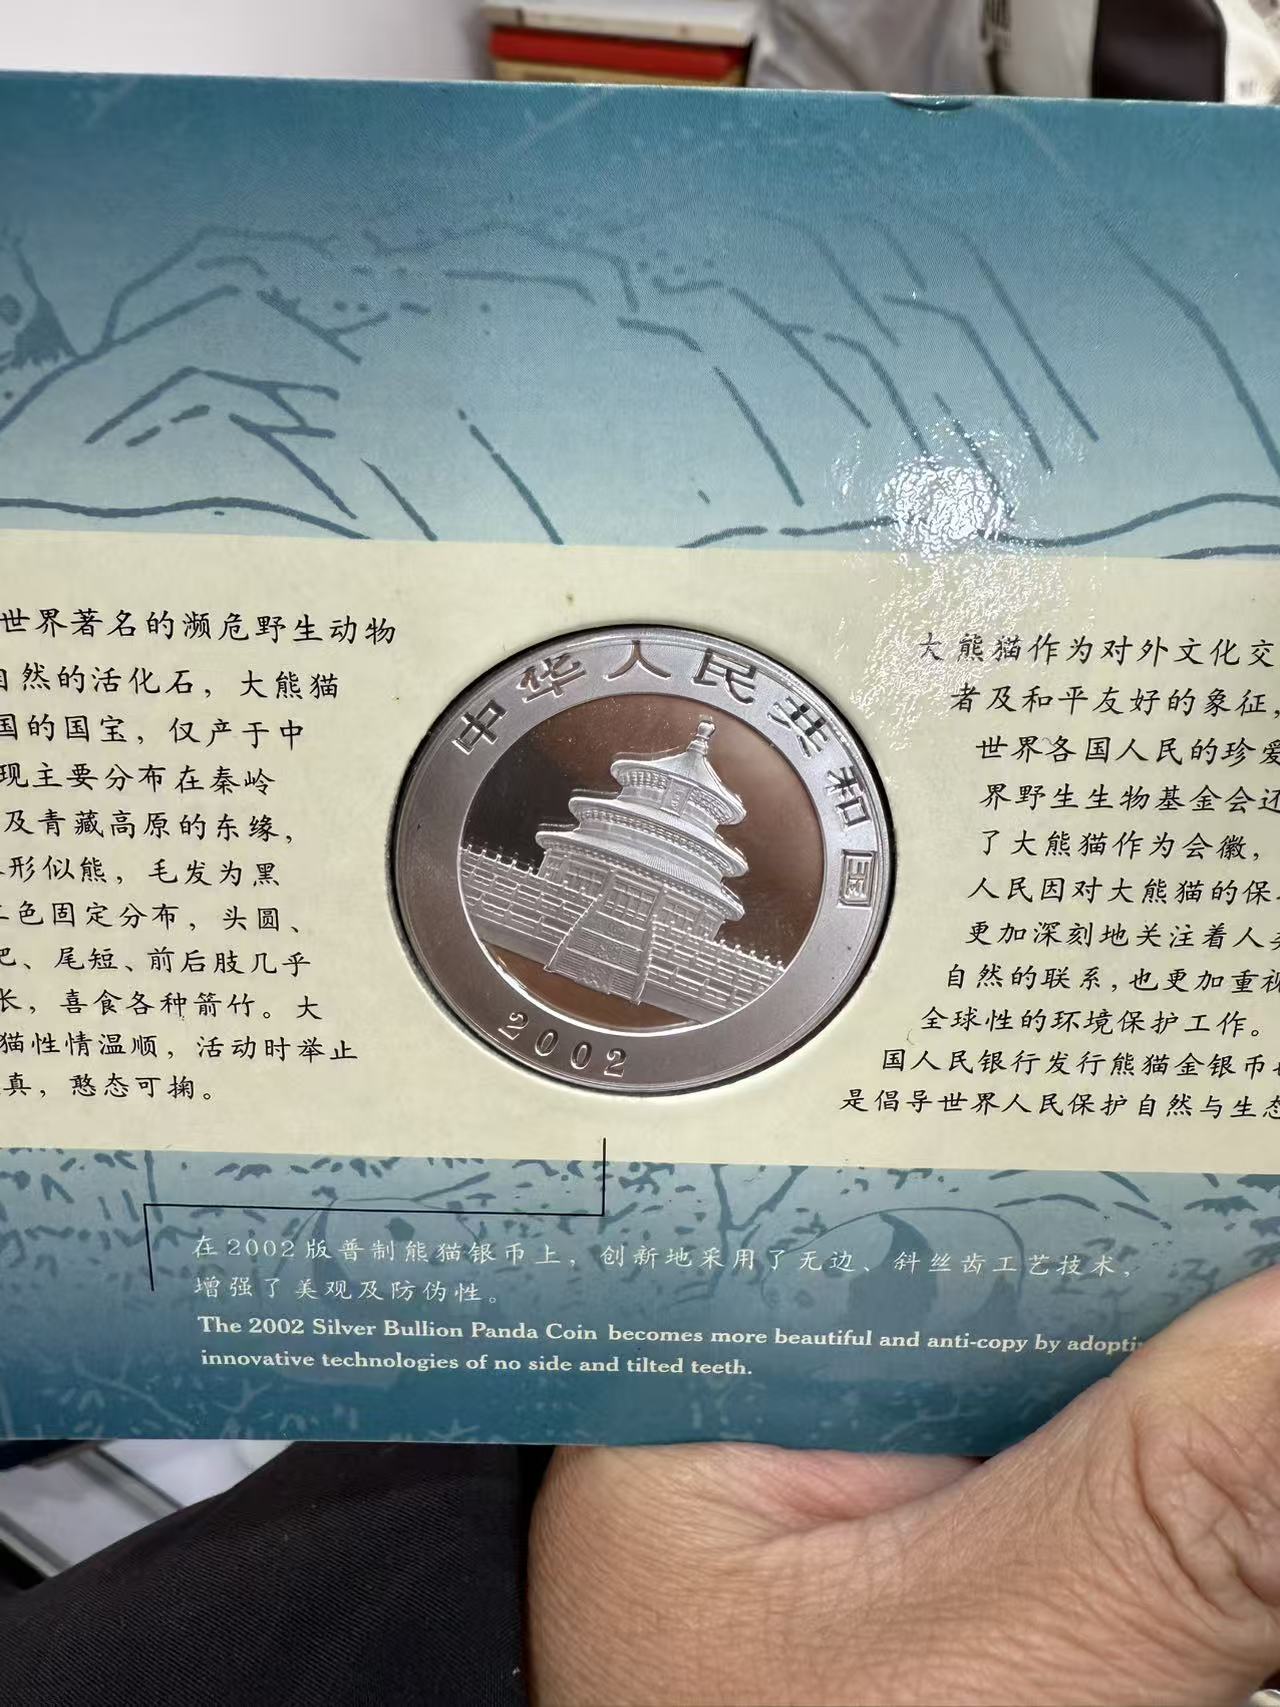 世界著名的濒危野生动物
自然的活化石，大熊猫
国的国宝，仅产于中
现主要分布在秦岭
及青藏高原的东缘，
形似熊，毛发为黑
二色固定分布，头圆、
巴、尾短、前后肢几乎
长，喜食各种箭竹。大
猫性情温顺，活动时举止
真，憨态可掬。
中华人民共和国
2002
大熊猫作为对外文化交
者及和平友好的象征，
世界各国人民的珍爱
界野生生物基金会还
了大熊猫作为会徽，
人民因对大熊猫的保
更加深刻地关注着人类
自然的联系，也更加重视
全球性的环境保护工作。
国人民银行发行熊猫金银币
是倡导世界人民保护自然与生态
在2002版普制熊猫银币上，创新地采用了无边、斜丝齿工艺技术，
增强了美观及防伪性。
The 2002 Silver Bullion Panda Coin becomes more beautiful and anti-copy by adopti
innovative technologies of no side and tilted teeth.